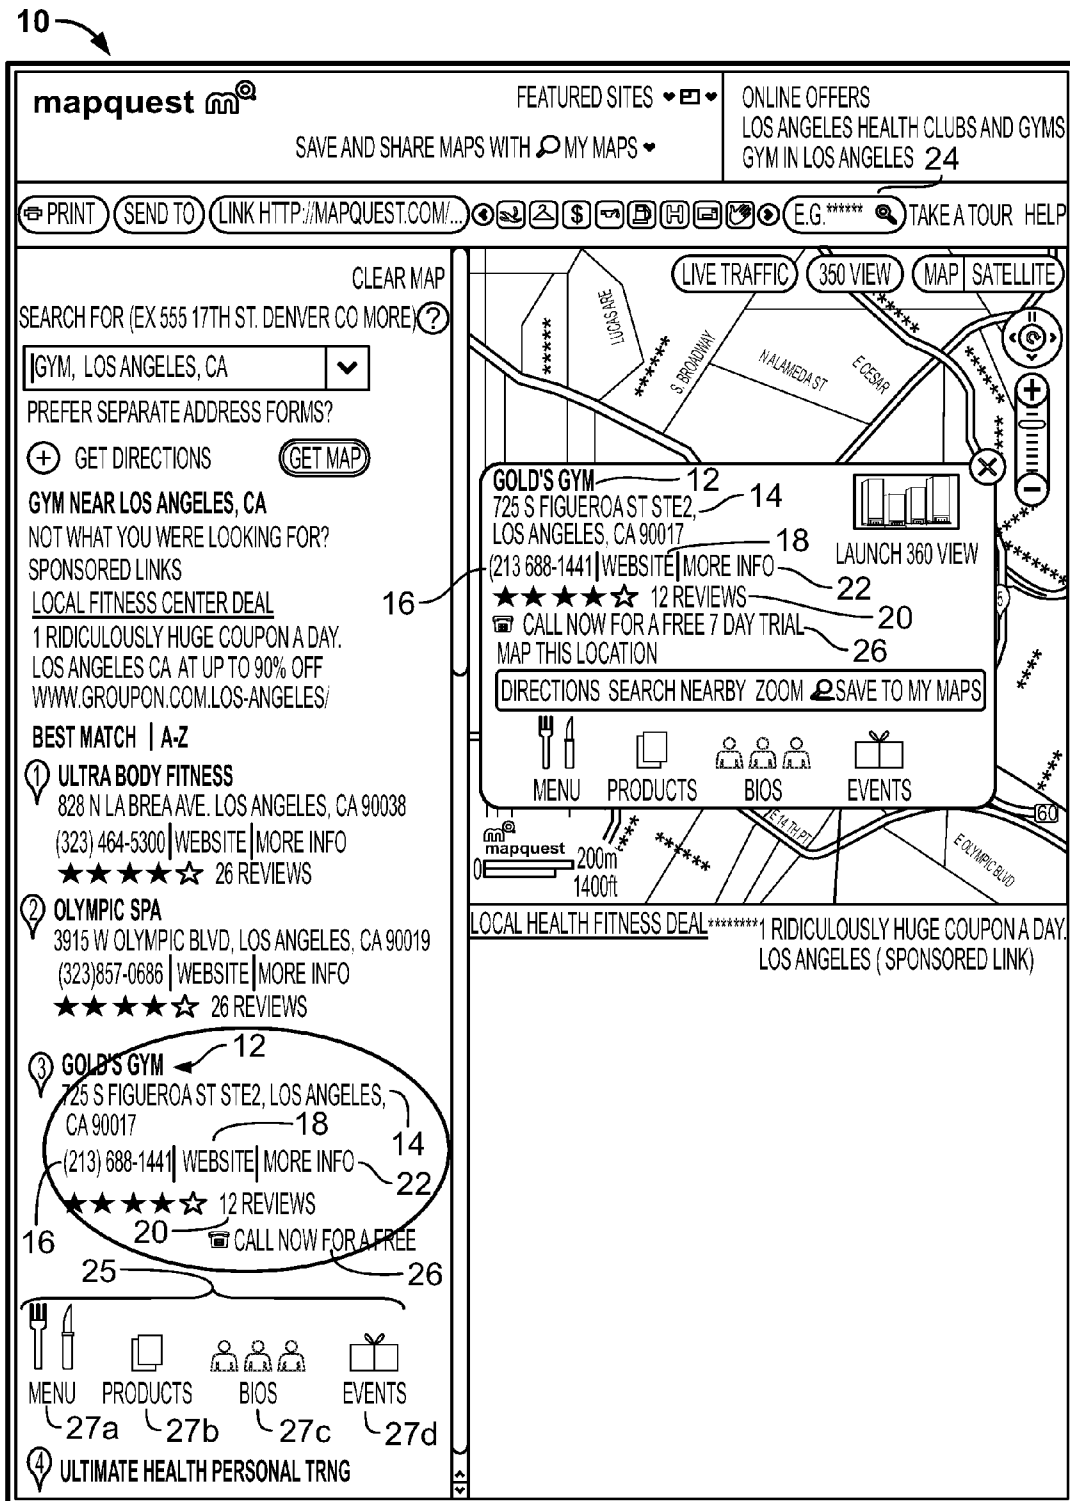 10
mapquest
FEATURED SITES
SAVE AND SHARE MAPS WITH MY MAPS
ONLINE OFFERS
LOS ANGELES HEALTH CLUBS AND GYMS
GYM IN LOS ANGELES 24
PRINT SEND TO LINK HTTP://MAPQUEST.COM/... $ H E.G.****** TAKE A TOUR HELP
CLEAR MAP
SEARCH FOR (EX 555 17TH ST. DENVER CO MORE) ?
GYM, LOS ANGELES, CA
PREFER SEPARATE ADDRESS FORMS?
+ GET DIRECTIONS GET MAP
GYM NEAR LOS ANGELES, CA
NOT WHAT YOU WERE LOOKING FOR?
SPONSORED LINKS
LOCAL FITNESS CENTER DEAL
1 RIDICULOUSLY HUGE COUPON A DAY.
LOS ANGELES CA AT UP TO 90% OFF
WWW.GROUPON.COM.LOS-ANGELES/
BEST MATCH | A-Z
1 ULTRA BODY FITNESS
828 N LA BREA AVE. LOS ANGELES, CA 90038
(323) 464-5300 | WEBSITE | MORE INFO
★★★★☆ 26 REVIEWS
2 OLYMPIC SPA
3915 W OLYMPIC BLVD, LOS ANGELES, CA 90019
(323)857-0686 | WEBSITE | MORE INFO
★★★★☆ 26 REVIEWS
3 GOLD'S GYM 12
725 S FIGUEROA ST STE2, LOS ANGELES,
CA 90017 14
18
(213) 688-1441 | WEBSITE | MORE INFO
22
★★★★☆ 12 REVIEWS
16 20
CALL NOW FOR A FREE
25 26
MENU PRODUCTS BIOS EVENTS
27a 27b 27c 27d
4 ULTIMATE HEALTH PERSONAL TRNG
LIVE TRAFFIC 350 VIEW MAP | SATELLITE
LUCAS ARE
S. BROADWAY
N ALAMEDA ST
E CESAR
+
−
GOLD'S GYM 12
725 S FIGUEROA ST STE2, 14
LOS ANGELES, CA 90017
18
(213 688-1441 | WEBSITE | MORE INFO
16 22
★★★★☆ 12 REVIEWS
20
CALL NOW FOR A FREE 7 DAY TRIAL
26
MAP THIS LOCATION
LAUNCH 360 VIEW
DIRECTIONS SEARCH NEARBY ZOOM SAVE TO MY MAPS
MENU PRODUCTS BIOS EVENTS
5
60
E 14 TH PT
E OLYMPIC BLVD
mapquest
0 200m
1400ft
LOCAL HEALTH FITNESS DEAL********1 RIDICULOUSLY HUGE COUPON A DAY.
LOS ANGELES ( SPONSORED LINK)